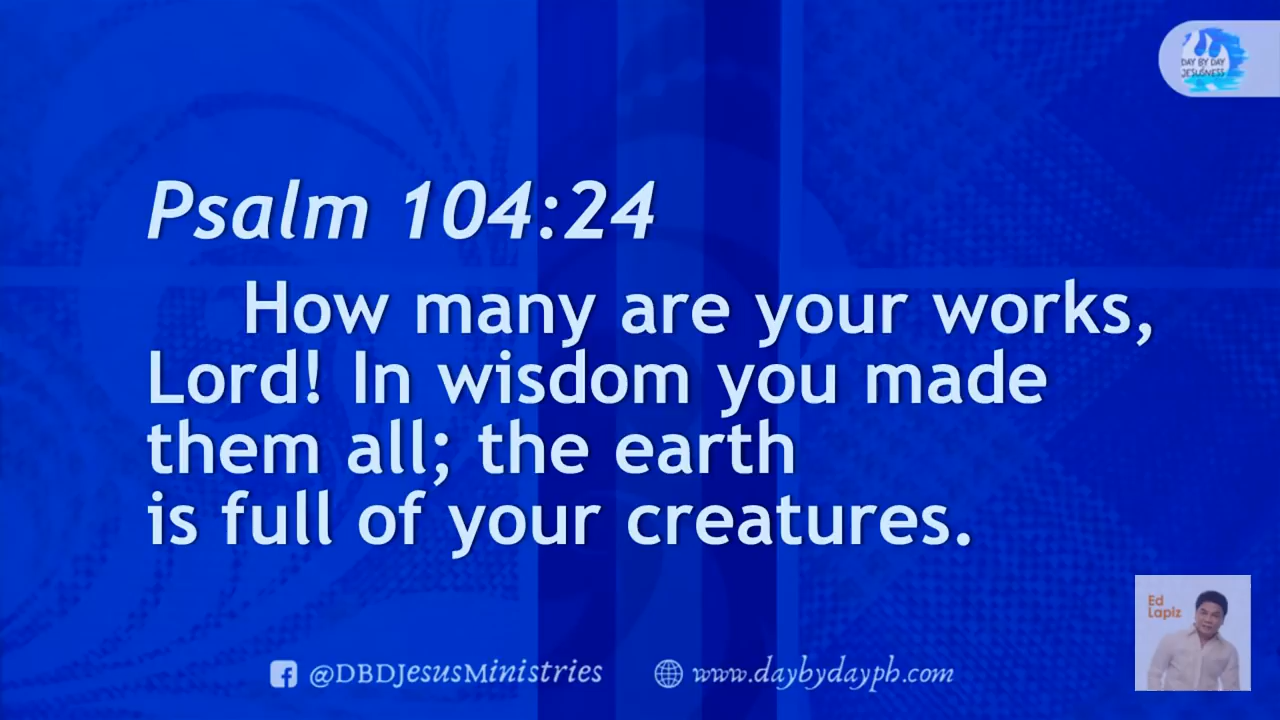 DAY BY DAY
JESUSNESS
Psalm 104:24
How many are your works,
Lord! In wisdom you made
them all; the earth
is full of your creatures.
Ed
Lapiz
@DBDJesusMinistries
www.daybydayph.com